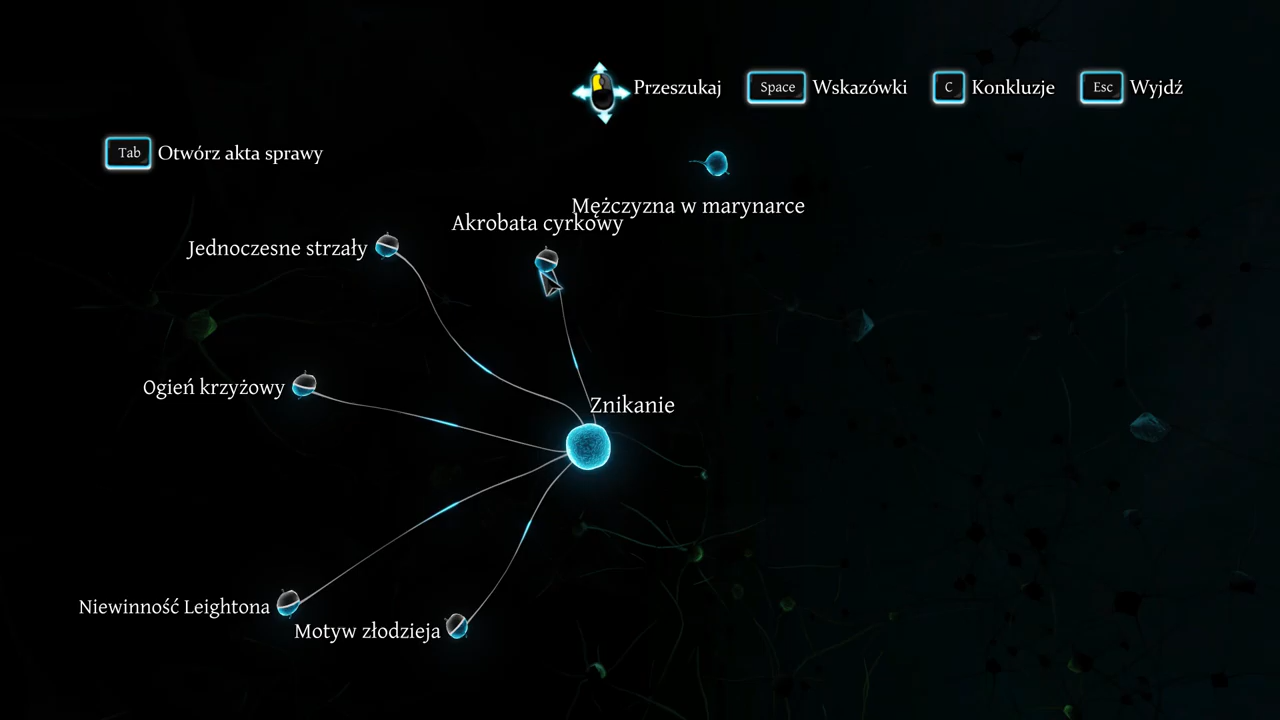 Przeszukaj
Space Wskazówki
C Konkluzje
Esc Wyjdź
Tab Otwórz akta sprawy
Mężczyzna w marynarce
Akrobata cyrkowy
Jednoczesne strzały
Ogień krzyżowy
Znikanie
Niewinność Leightona
Motyw złodzieja